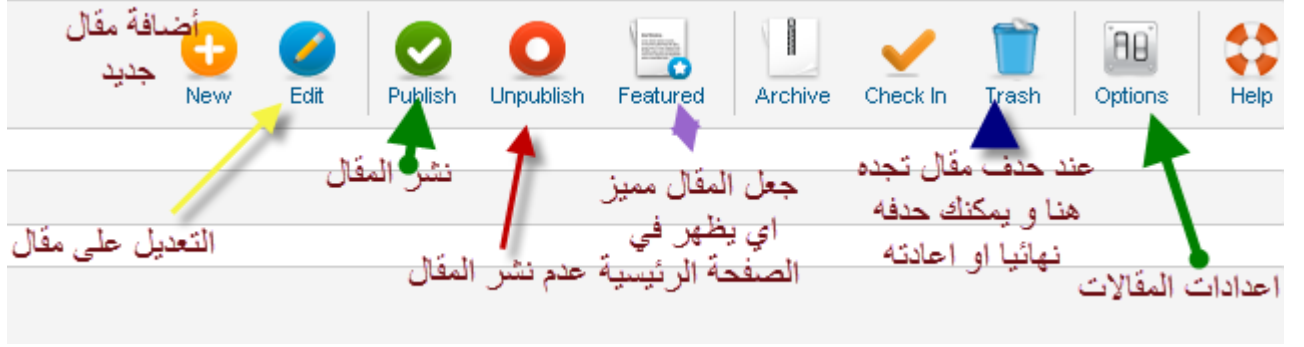 أضافة مقال
جديد
New Edit Publish Unpublish Featured Archive Check In Trash Options Help
نشر المقال
التعديل على مقال
عدم نشر المقال
جعل المقال مميز
اي يظهر في
الصفحة الرئيسية
عند حذف مقال تجده
هنا و يمكنك حدفه
نهائيا او اعادته
اعدادات المقالات